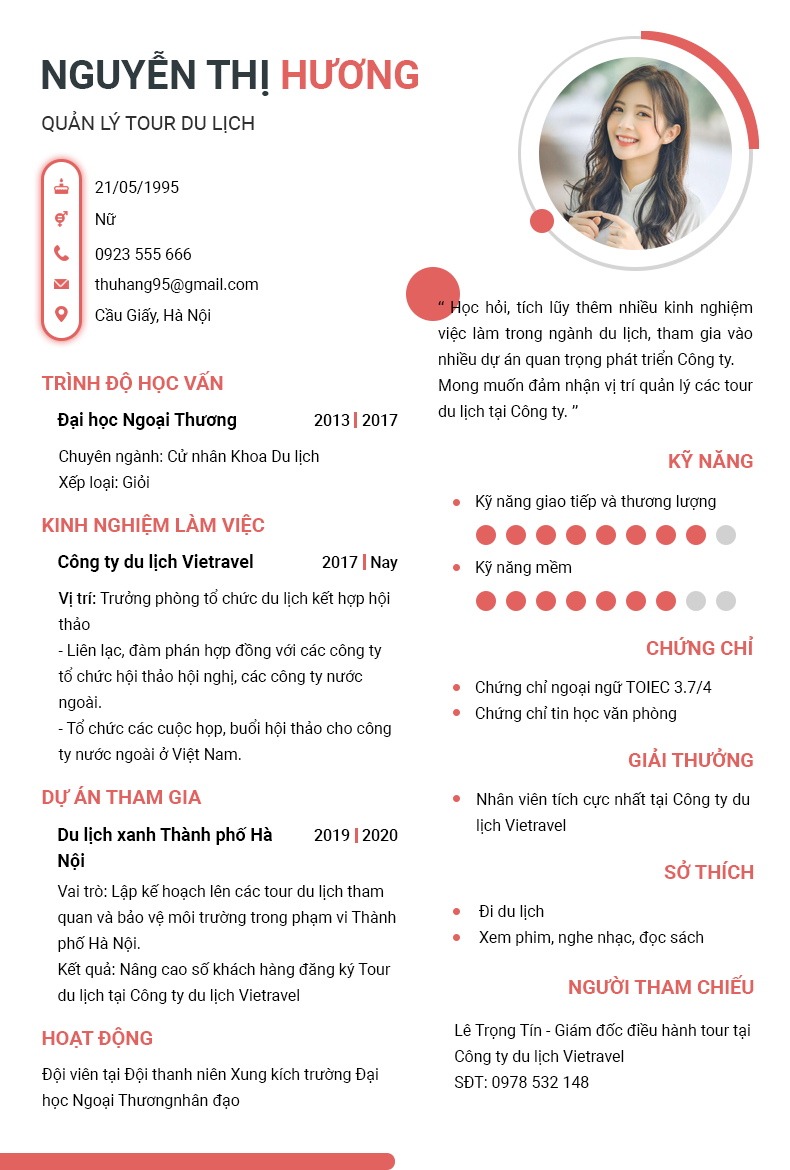 NGUYỄN THỊ HƯƠNG
QUẢN LÝ TOUR DU LỊCH
21/05/1995
Nữ
0923 555 666
thuhang95@gmail.com
Cầu Giấy, Hà Nội
TRÌNH ĐỘ HỌC VẤN
Đại học Ngoại Thương 2013 | 2017
Chuyên ngành: Cử nhân Khoa Du lịch
Xếp loại: Giỏi
KINH NGHIỆM LÀM VIỆC
Công ty du lịch Vietravel 2017 | Nay
Vị trí: Trưởng phòng tổ chức du lịch kết hợp hội
thảo
- Liên lạc, đàm phán hợp đồng với các công ty
tổ chức hội thảo hội nghị, các công ty nước
ngoài.
- Tổ chức các cuộc họp, buổi hội thảo cho công
ty nước ngoài ở Việt Nam.
DỰ ÁN THAM GIA
Du lịch xanh Thành phố Hà 2019 | 2020
Nội
Vai trò: Lập kế hoạch lên các tour du lịch tham
quan và bảo vệ môi trường trong phạm vi Thành
phố Hà Nội.
Kết quả: Nâng cao số khách hàng đăng ký Tour
du lịch tại Công ty du lịch Vietravel
HOẠT ĐỘNG
Đội viên tại Đội thanh niên Xung kích trường Đại
học Ngoại Thươngnhân đạo
“ Học hỏi, tích lũy thêm nhiều kinh nghiệm
việc làm trong ngành du lịch, tham gia vào
nhiều dự án quan trọng phát triển Công ty.
Mong muốn đảm nhận vị trí quản lý các tour
du lịch tại Công ty. ”
KỸ NĂNG
Kỹ năng giao tiếp và thương lượng
Kỹ năng mềm
CHỨNG CHỈ
Chứng chỉ ngoại ngữ TOIEC 3.7/4
Chứng chỉ tin học văn phòng
GIẢI THƯỞNG
Nhân viên tích cực nhất tại Công ty du
lịch Vietravel
SỞ THÍCH
Đi du lịch
Xem phim, nghe nhạc, đọc sách
NGƯỜI THAM CHIẾU
Lê Trọng Tín - Giám đốc điều hành tour tại
Công ty du lịch Vietravel
SĐT: 0978 532 148